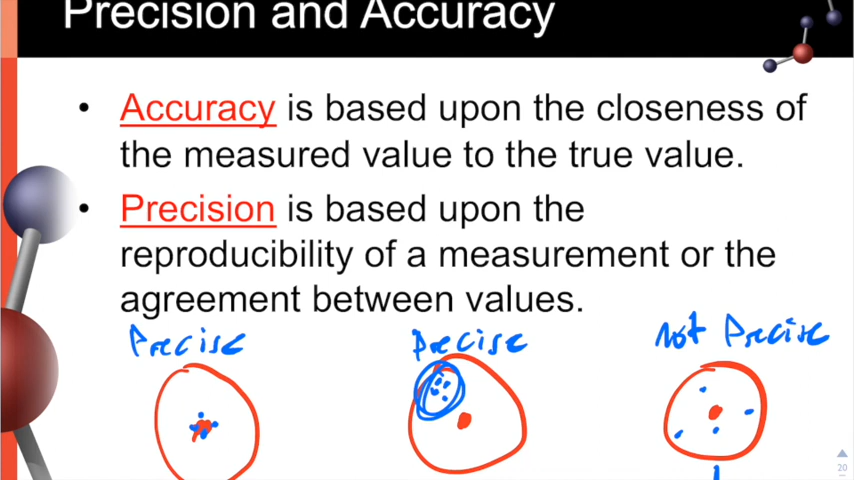 Precision and Accuracy
• Accuracy is based upon the closeness of
the measured value to the true value.
• Precision is based upon the
reproducibility of a measurement or the
agreement between values.
Precise Precise not Precise
20